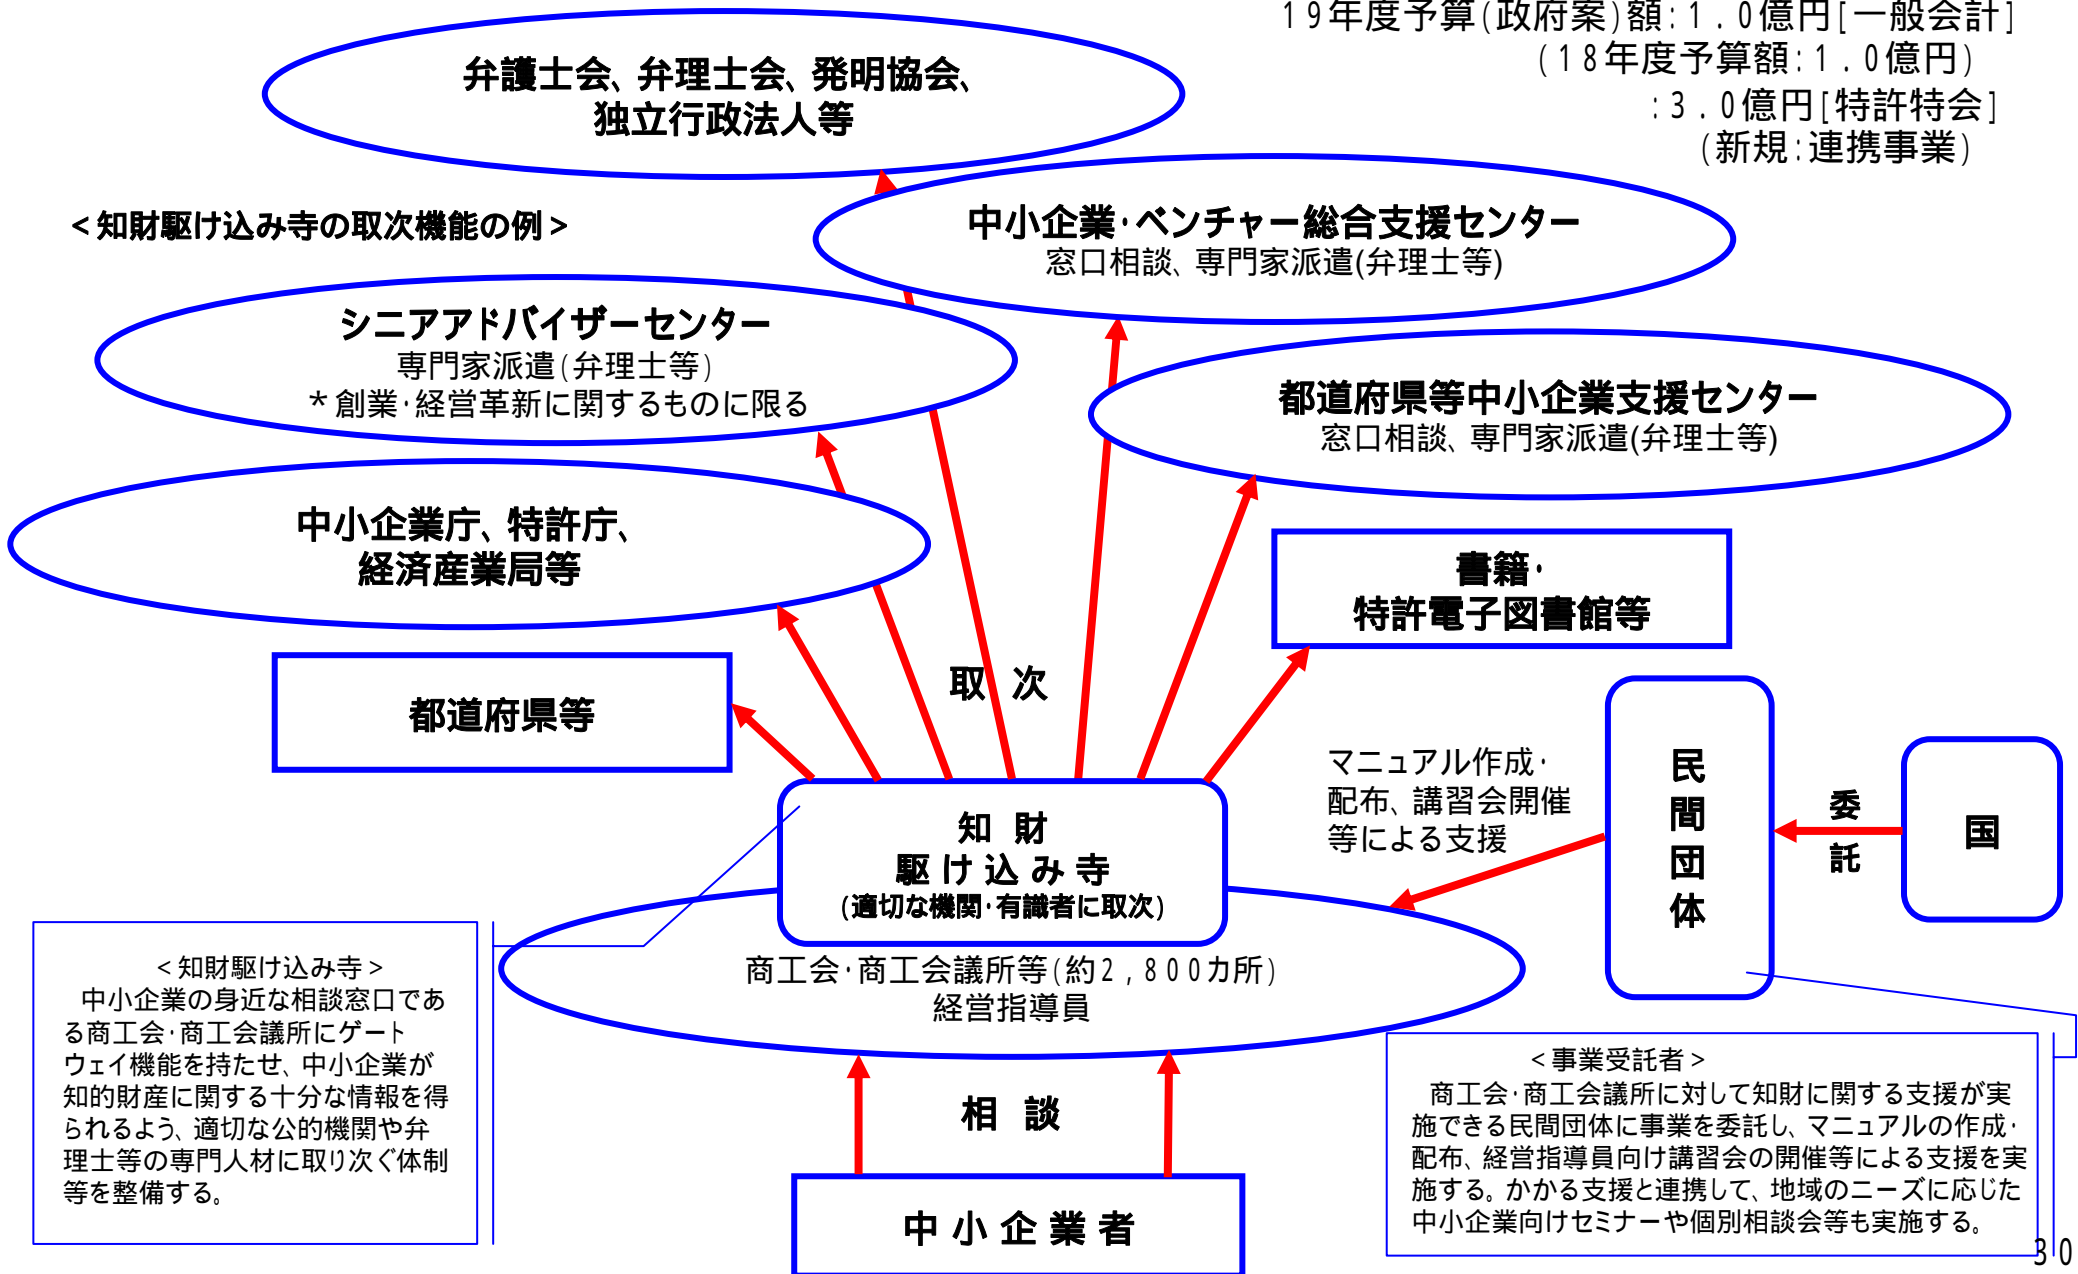 19年度予算(政府案)額:1.0億円[一般会計]
(18年度予算額:1.0億円)
:3.0億円[特許特会]
(新規:連携事業)
弁護士会、弁理士会、発明協会、
独立行政法人等
<知財駆け込み寺の取次機能の例>
中小企業・ベンチャー総合支援センター
窓口相談、専門家派遣(弁理士等)
シニアアドバイザーセンター
専門家派遣(弁理士等)
*創業・経営革新に関するものに限る
都道府県等中小企業支援センター
窓口相談、専門家派遣(弁理士等)
中小企業庁、特許庁、
経済産業局等
書籍・
特許電子図書館等
都道府県等
取 次
マニュアル作成・
配布、講習会開催
等による支援
民
間
団
体
委
託
国
知 財
駆け込み寺
(適切な機関・有識者に取次)
商工会・商工会議所等(約2,800カ所)
経営指導員
<知財駆け込み寺>
中小企業の身近な相談窓口であ
る商工会・商工会議所にゲート
ウェイ機能を持たせ、中小企業が
知的財産に関する十分な情報を得
られるよう、適切な公的機関や弁
理士等の専門人材に取り次ぐ体制
等を整備する。
相 談
中小企業者
<事業受託者>
商工会・商工会議所に対して知財に関する支援が実
施できる民間団体に事業を委託し、マニュアルの作成・
配布、経営指導員向け講習会の開催等による支援を実
施する。かかる支援と連携して、地域のニーズに応じた
中小企業向けセミナーや個別相談会等も実施する。
30